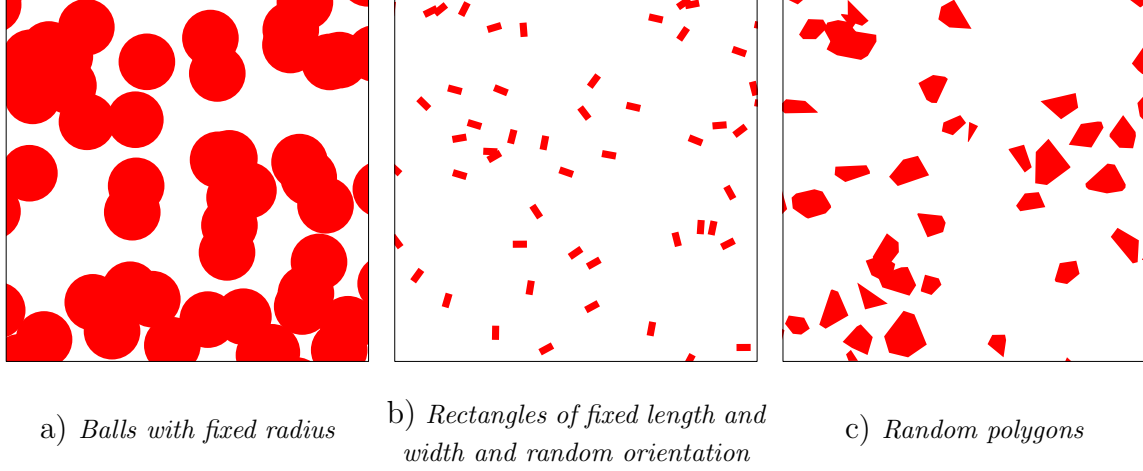 a) Balls with fixed radius
b) Rectangles of fixed length and
width and random orientation
c) Random polygons